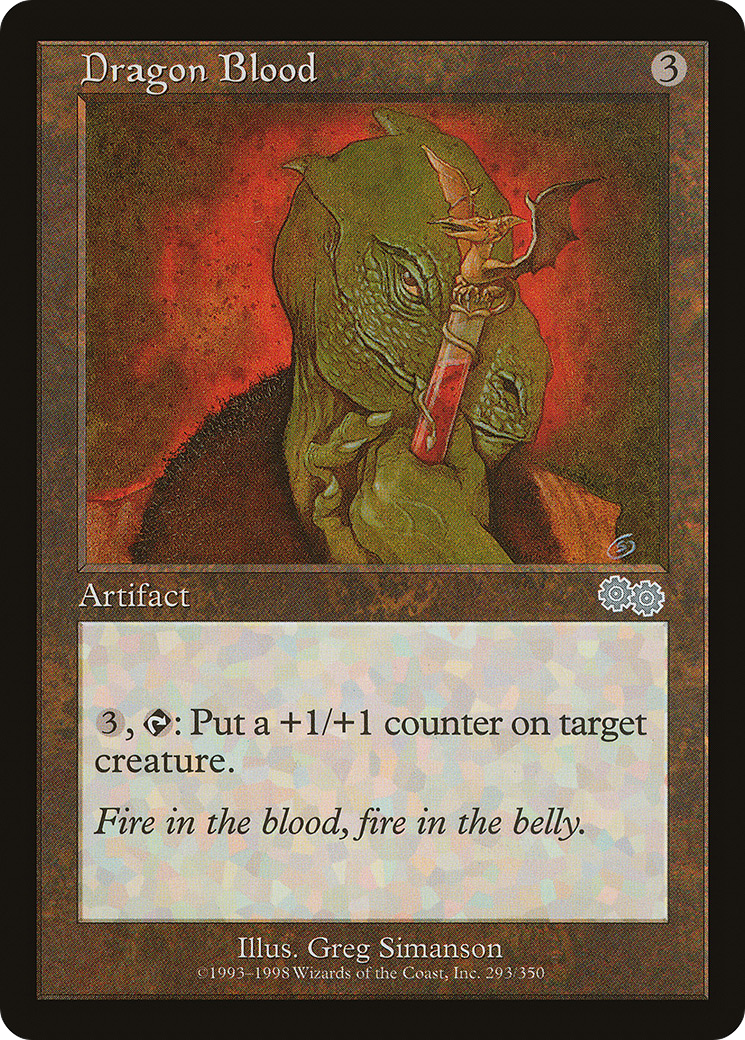 Dragon Blood 3
Artifact
3, : Put a +1/+1 counter on target
creature.
Fire in the blood, fire in the belly.
Illus. Greg Simanson
©1993–1998 Wizards of the Coast, Inc. 293/350